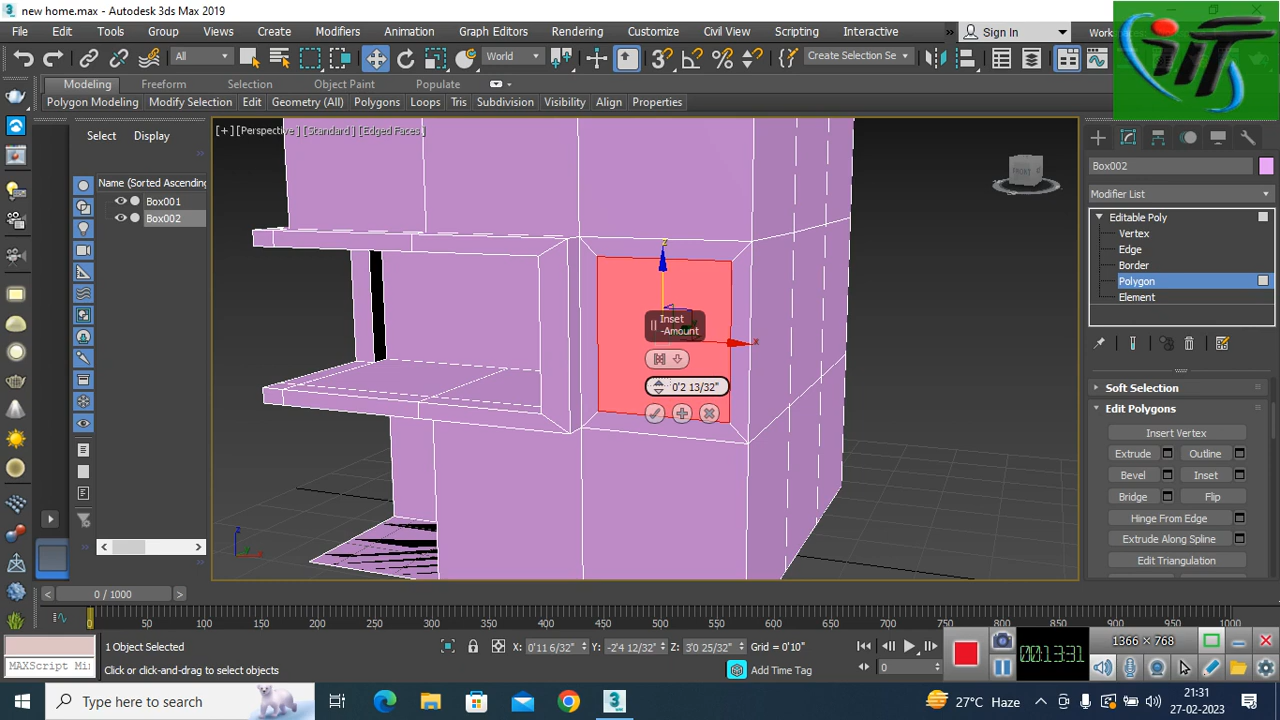 new home.max - Autodesk 3ds Max 2019
File Edit Tools Group Views Create Modifiers Animation Graph Editors Rendering Customize Civil View Scripting Interactive Sign In
All World Create Selection Se
Modeling Freeform Selection Object Paint Populate
Polygon Modeling Modify Selection Edit Geometry (All) Polygons Loops Tris Subdivision Visibility Align Properties
iTS
Select Display
Name (Sorted Ascending
Box001
Box002
[+] [Perspective] [Standard] [Edged Faces]
FRONT
z
x
Inset
-Amount
0'2 13/32"
z
Box002
Modifier List
Editable Poly
Vertex
Edge
Border
Polygon
Element
Soft Selection
Edit Polygons
Insert Vertex
Extrude Outline
Bevel Inset
Bridge Flip
Hinge From Edge
Extrude Along Spline
Edit Triangulation
0 / 1000
0 50 100 150 200 250 300 350 400 450 500 550 600 650 700 750 800 850 900 950 1000
1 Object Selected
X: 0'11 6/32" Y: -2'4 12/32" Z: 3'0 25/32" Grid = 0'10"
MAXScript Mi
Click or click-and-drag to select objects
Add Time Tag
0
00:13:31
1366 × 768
Type here to search
27°C Haze
21:31
27-02-2023